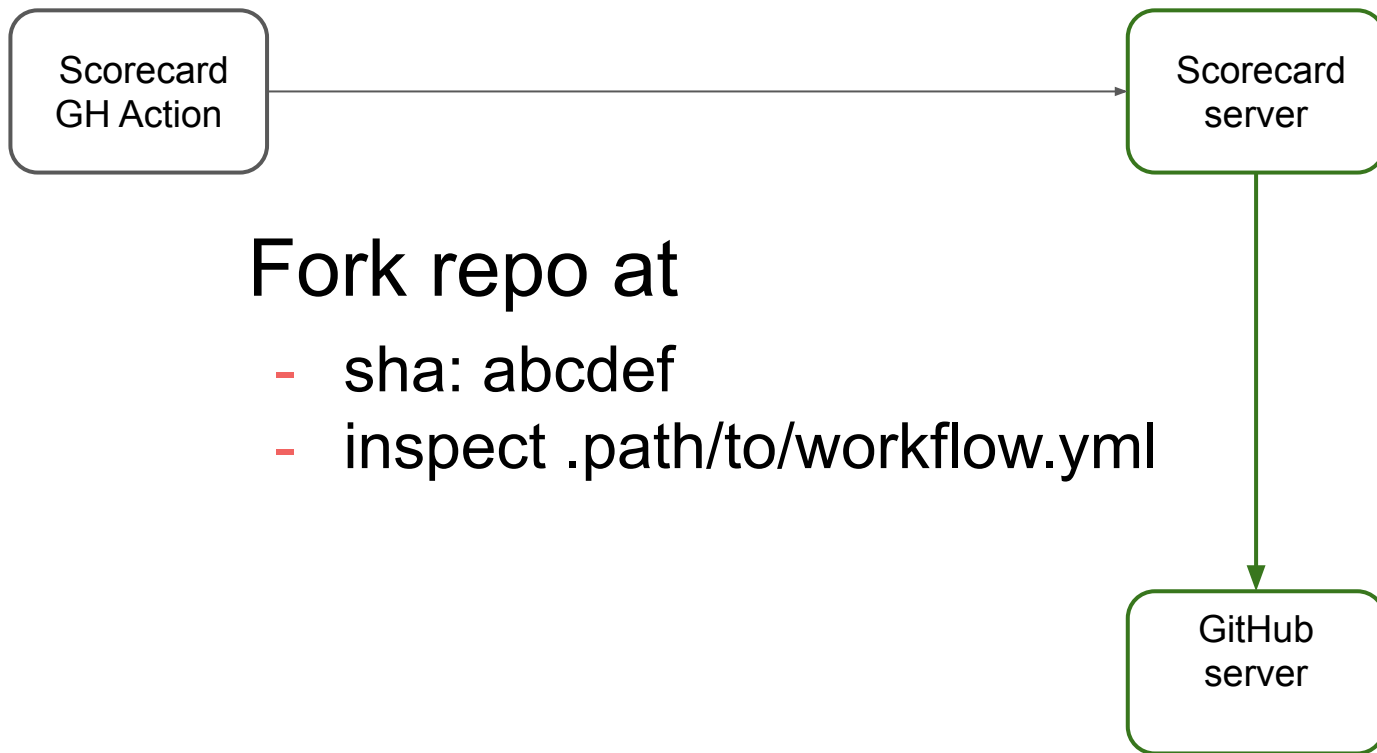 Scorecard
GH Action
Scorecard
server
Fork repo at
- sha: abcdef
- inspect .path/to/workflow.yml
GitHub
server